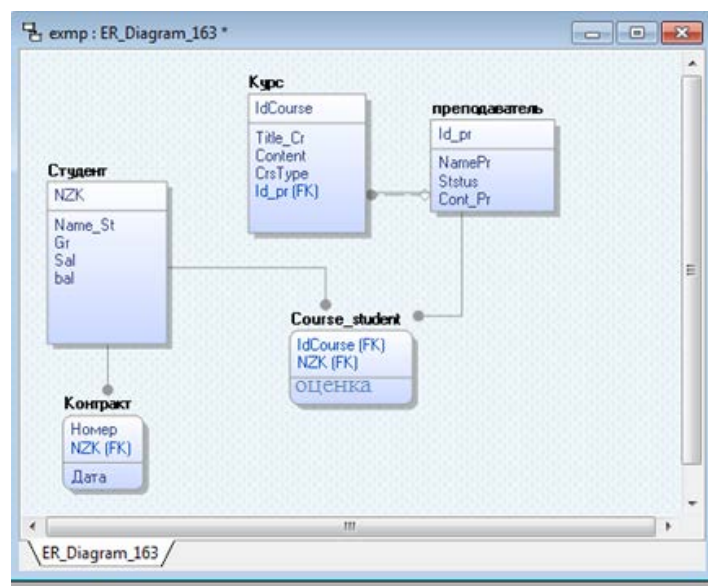 exmp : ER_Diagram_163 *
Курс
IdCourse
Title_Cr
Content
CrsType
Id_pr (FK)
преподаватель
Id_pr
NamePr
Ststus
Cont_Pr
Студент
NZK
Name_St
Gr
Sal
bal
Course_student
IdCourse (FK)
NZK (FK)
оценка
Контракт
Номер
NZK (FK)
Дата
ER_Diagram_163